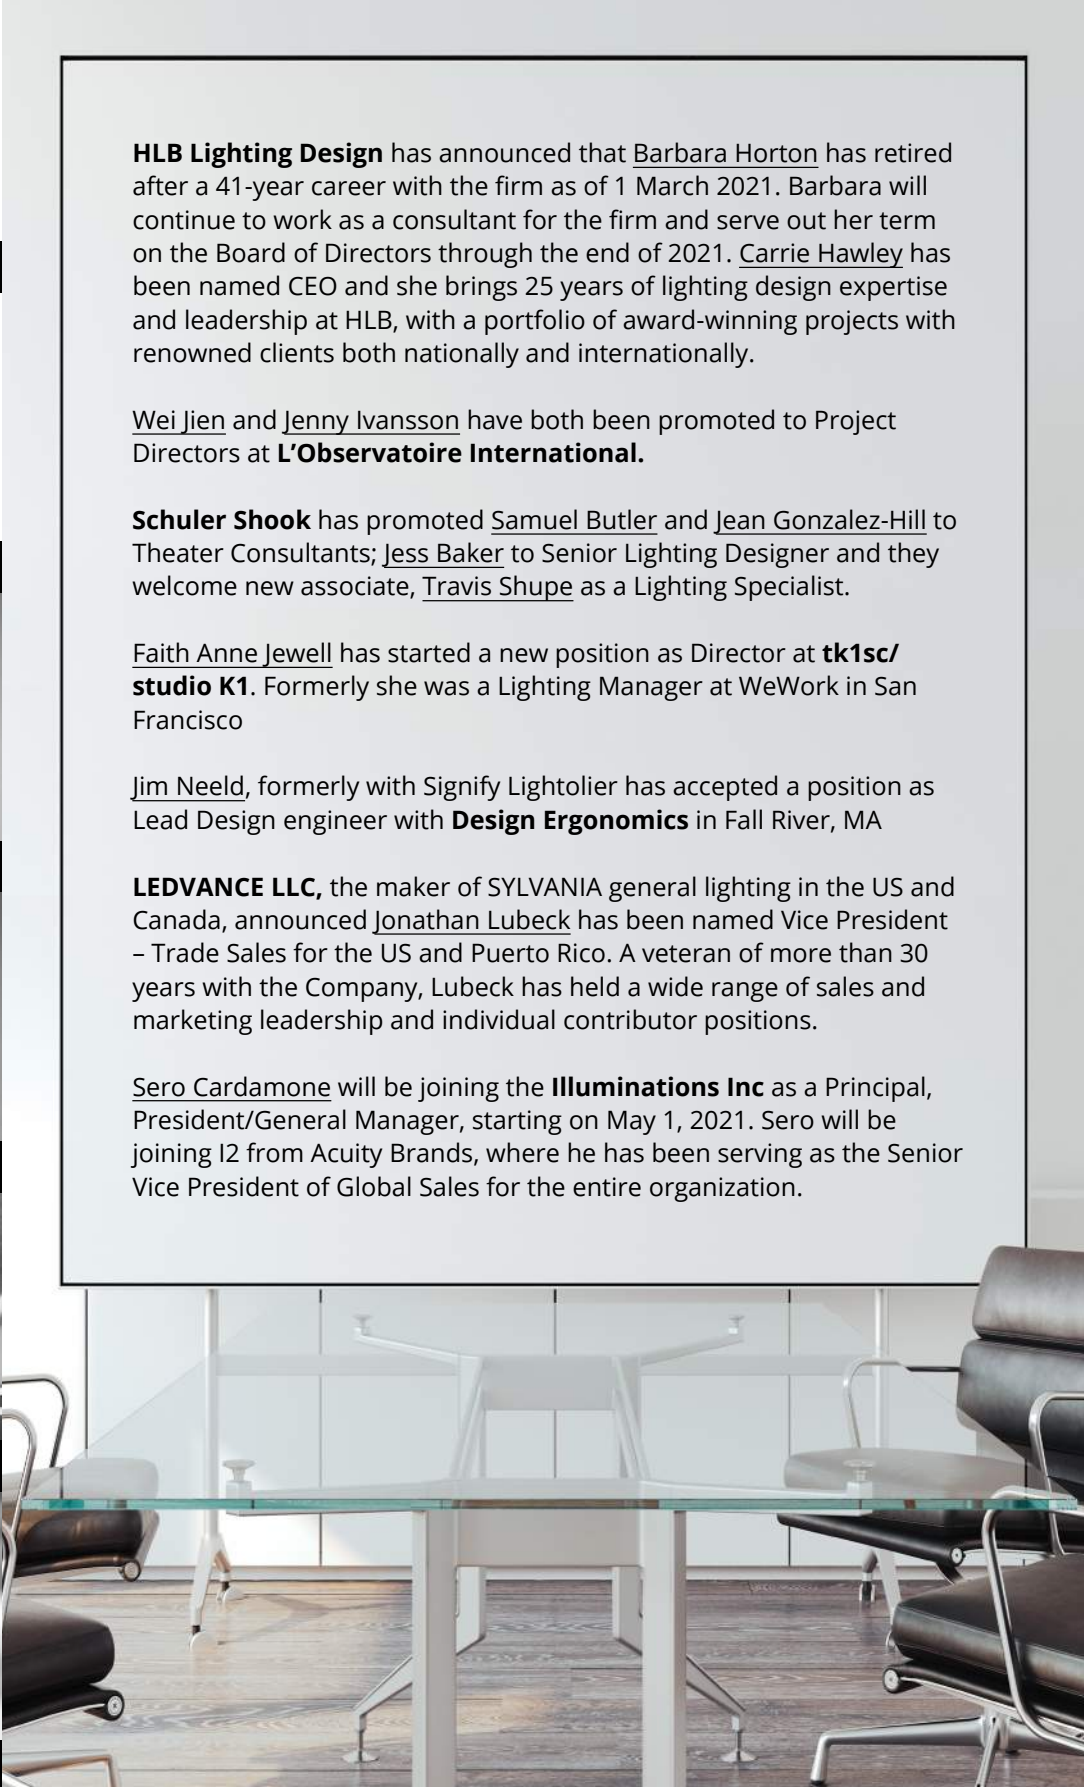 HLB Lighting Design has announced that Barbara Horton has retired
after a 41-year career with the firm as of 1 March 2021. Barbara will
continue to work as a consultant for the firm and serve out her term
on the Board of Directors through the end of 2021. Carrie Hawley has
been named CEO and she brings 25 years of lighting design expertise
and leadership at HLB, with a portfolio of award-winning projects with
renowned clients both nationally and internationally.
Wei Jien and Jenny Ivansson have both been promoted to Project
Directors at L’Observatoire International.
Schuler Shook has promoted Samuel Butler and Jean Gonzalez-Hill to
Theater Consultants; Jess Baker to Senior Lighting Designer and they
welcome new associate, Travis Shupe as a Lighting Specialist.
Faith Anne Jewell has started a new position as Director at tk1sc/
studio K1. Formerly she was a Lighting Manager at WeWork in San
Francisco
Jim Neeld, formerly with Signify Lightolier has accepted a position as
Lead Design engineer with Design Ergonomics in Fall River, MA
LEDVANCE LLC, the maker of SYLVANIA general lighting in the US and
Canada, announced Jonathan Lubeck has been named Vice President
– Trade Sales for the US and Puerto Rico. A veteran of more than 30
years with the Company, Lubeck has held a wide range of sales and
marketing leadership and individual contributor positions.
Sero Cardamone will be joining the Illuminations Inc as a Principal,
President/General Manager, starting on May 1, 2021. Sero will be
joining I2 from Acuity Brands, where he has been serving as the Senior
Vice President of Global Sales for the entire organization.